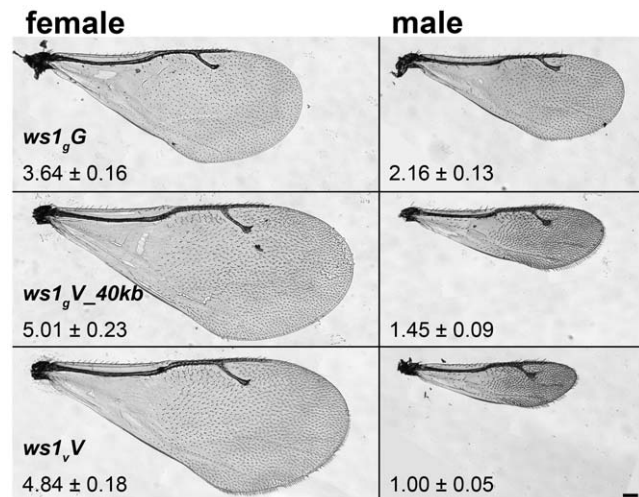 female male
ws1gG
3.64 ± 0.16 2.16 ± 0.13
ws1gV_40kb
5.01 ± 0.23 1.45 ± 0.09
ws1vV
4.84 ± 0.18 1.00 ± 0.05